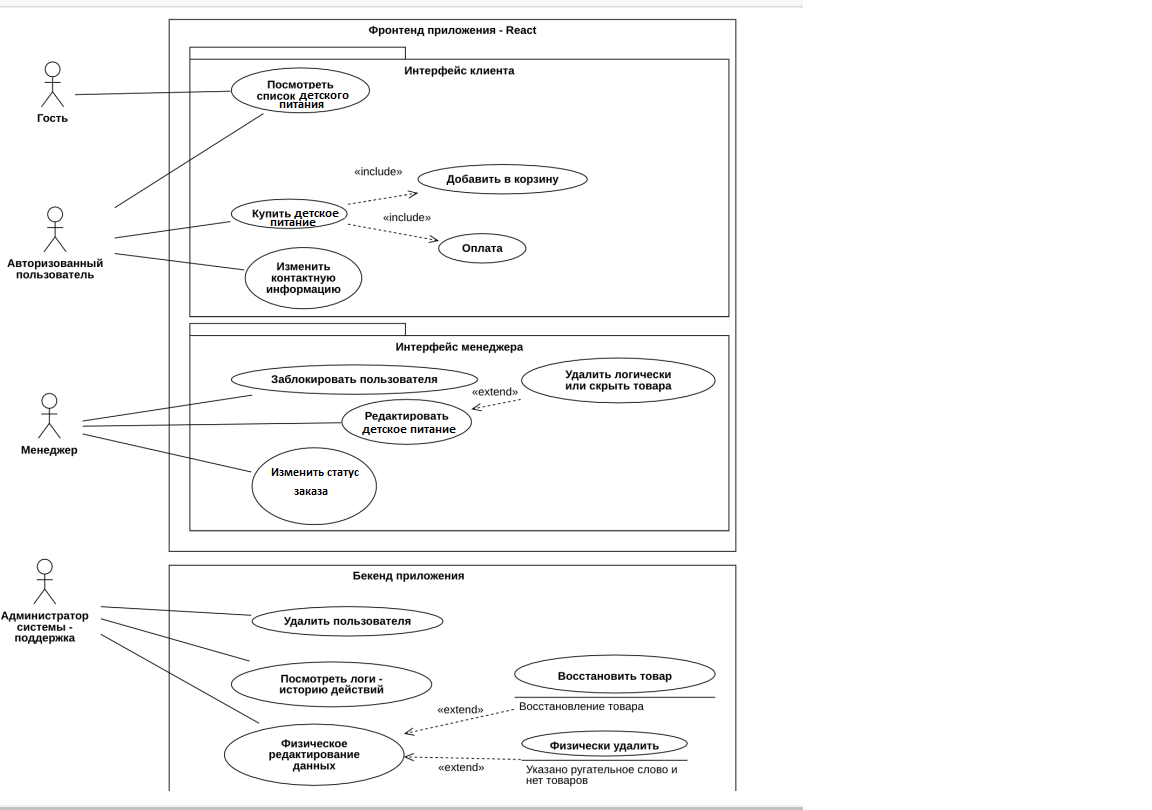 Фронтенд приложения - React
Интерфейс клиента
Посмотреть
список детского
питания
Гость
«include»
Добавить в корзину
Купить детское
питание
«include»
Оплата
Авторизованный
пользователь
Изменить
контактную
информацию
Интерфейс менеджера
Заблокировать пользователя
Удалить логически
или скрыть товара
«extend»
Редактировать
детское питание
Менеджер
Изменить статус
заказа
Бекенд приложения
Администратор
системы -
поддержка
Удалить пользователя
Посмотреть логи -
историю действий
Восстановить товар
Восстановление товара
«extend»
Физическое
редактирование
данных
Физически удалить
«extend»
Указано ругательное слово и
нет товаров